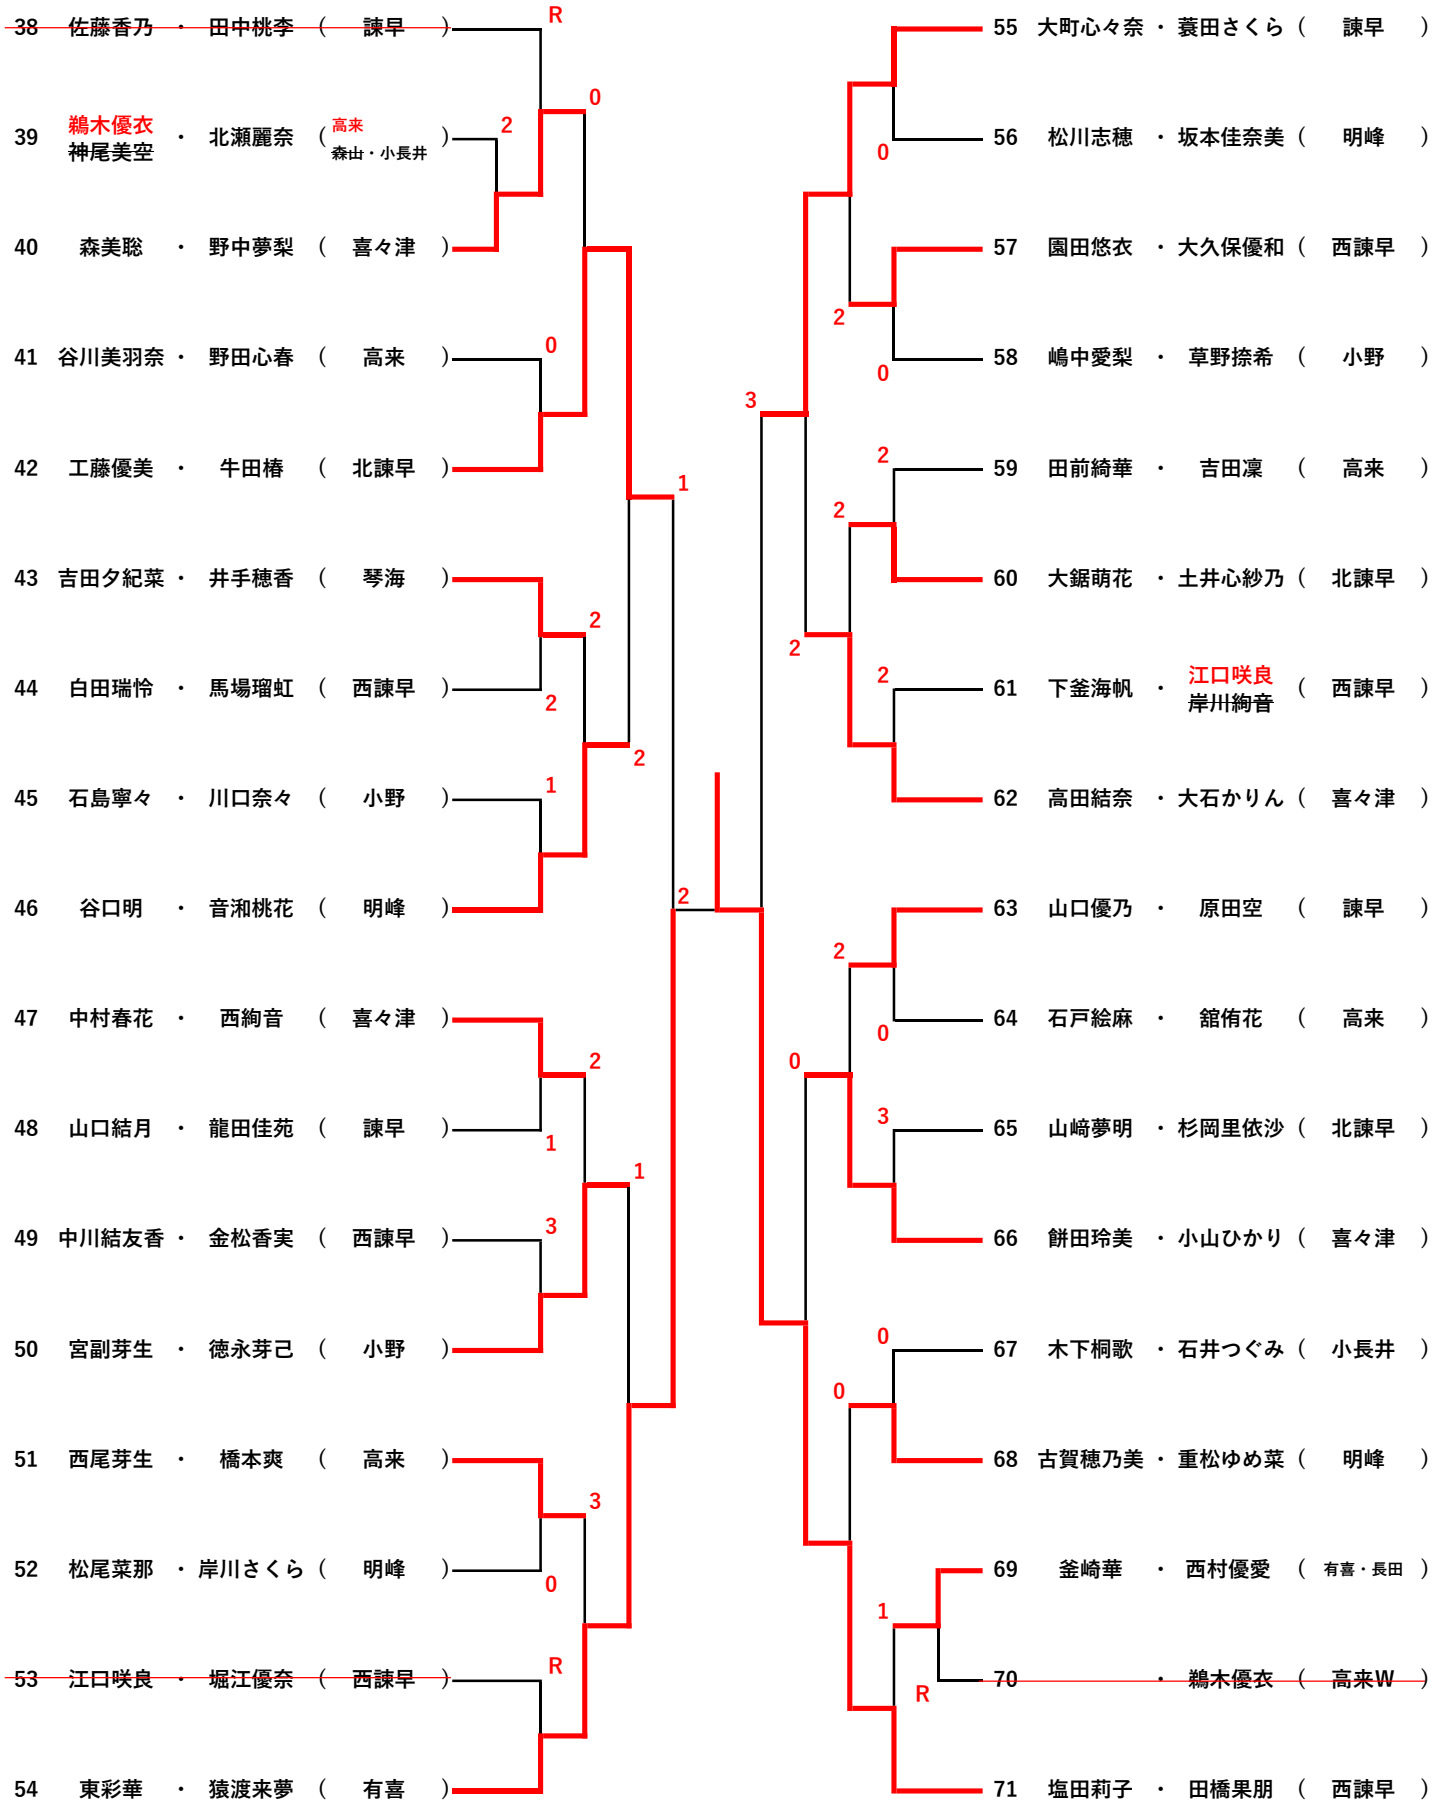 38 佐藤香乃 ・ 田中桃李 ( 諫早 )
R
0
39 鵜木優衣 神尾美空 ・ 北瀬麗奈 ( 高来 森山・小長井 )
2
40 森美聡 ・ 野中夢梨 ( 喜々津 )
0
41 谷川美羽奈 ・ 野田心春 ( 高来 )
42 工藤優美 ・ 牛田椿 ( 北諫早 )
1
43 吉田夕紀菜 ・ 井手穂香 ( 琴海 )
2
44 白田瑞怜 ・ 馬場瑠虹 ( 西諫早 )
2
2
45 石島寧々 ・ 川口奈々 ( 小野 )
1
46 谷口明 ・ 音和桃花 ( 明峰 )
2
47 中村春花 ・ 西絢音 ( 喜々津 )
2
48 山口結月 ・ 龍田佳苑 ( 諫早 )
1
1
49 中川結友香 ・ 金松香実 ( 西諫早 )
3
50 宮副芽生 ・ 徳永芽己 ( 小野 )
51 西尾芽生 ・ 橋本爽 ( 高来 )
3
52 松尾菜那 ・ 岸川さくら ( 明峰 )
0
53 江口咲良 ・ 堀江優奈 ( 西諫早 )
R
54 東彩華 ・ 猿渡来夢 ( 有喜 )
55 大町心々奈 ・ 蓑田さくら ( 諫早 )
56 松川志穂 ・ 坂本佳奈美 ( 明峰 )
0
57 園田悠衣 ・ 大久保優和 ( 西諫早 )
2
58 嶋中愛梨 ・ 草野捺希 ( 小野 )
0
3
59 田前綺華 ・ 吉田凜 ( 高来 )
2
2
60 大鋸萌花 ・ 土井心紗乃 ( 北諫早 )
2
61 下釜海帆 ・ 江口咲良 岸川絢音 ( 西諫早 )
2
62 高田結奈 ・ 大石かりん ( 喜々津 )
63 山口優乃 ・ 原田空 ( 諫早 )
2
64 石戸絵麻 ・ 舘侑花 ( 高来 )
0
0
65 山﨑夢明 ・ 杉岡里依沙 ( 北諫早 )
3
66 餅田玲美 ・ 小山ひかり ( 喜々津 )
67 木下桐歌 ・ 石井つぐみ ( 小長井 )
0
0
68 古賀穂乃美 ・ 重松ゆめ菜 ( 明峰 )
69 釜崎華 ・ 西村優愛 ( 有喜・長田 )
1
70 ・ 鵜木優衣 ( 高来W )
R
71 塩田莉子 ・ 田橋果朋 ( 西諫早 )